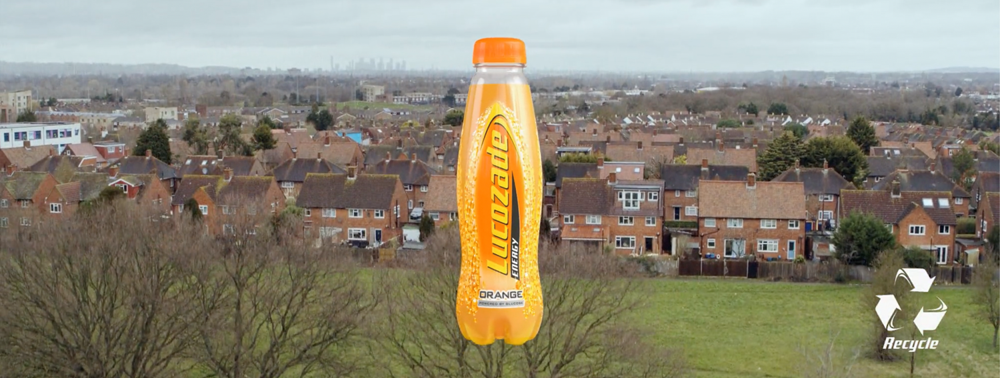 Lucozade
ENERGY
ORANGE
POWERED BY GLUCOSE
Recycle